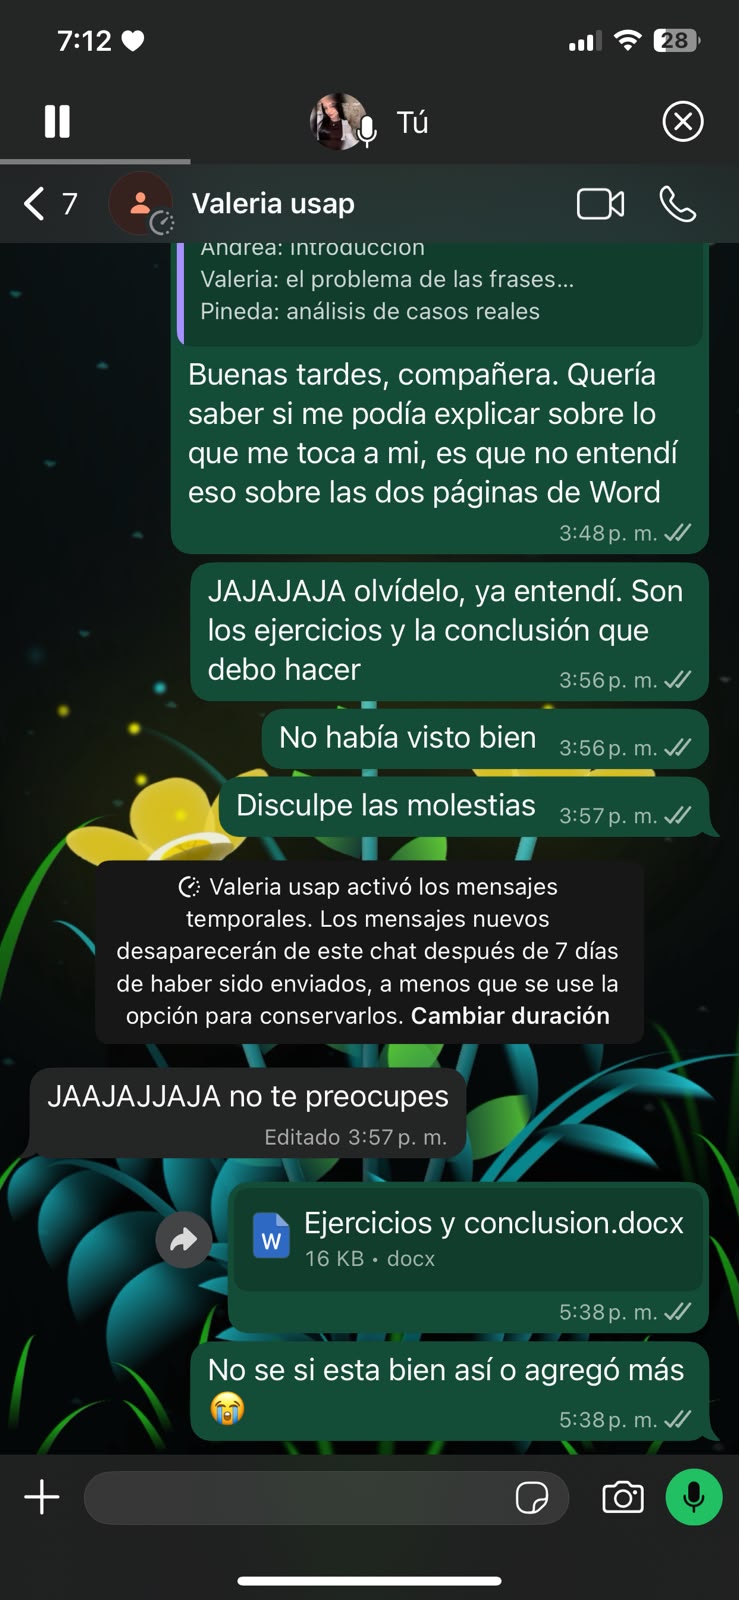 7:12
28
Tú
7
Valeria usap
Andrea: introducción
Valeria: el problema de las frases...
Pineda: análisis de casos reales
Buenas tardes, compañera. Quería
saber si me podía explicar sobre lo
que me toca a mi, es que no entendí
eso sobre las dos páginas de Word
3:48 p. m.
JAJAJAJA olvídelo, ya entendí. Son
los ejercicios y la conclusión que
debo hacer
3:56 p. m.
No había visto bien
3:56 p. m.
Disculpe las molestias
3:57 p. m.
Valeria usap activó los mensajes
temporales. Los mensajes nuevos
desaparecerán de este chat después de 7 días
de haber sido enviados, a menos que se use la
opción para conservarlos. Cambiar duración
JAAJAJJAJA no te preocupes
Editado 3:57 p. m.
W
Ejercicios y conclusion.docx
16 KB • docx
5:38 p. m.
No se si esta bien así o agregó más
😭
5:38 p. m.